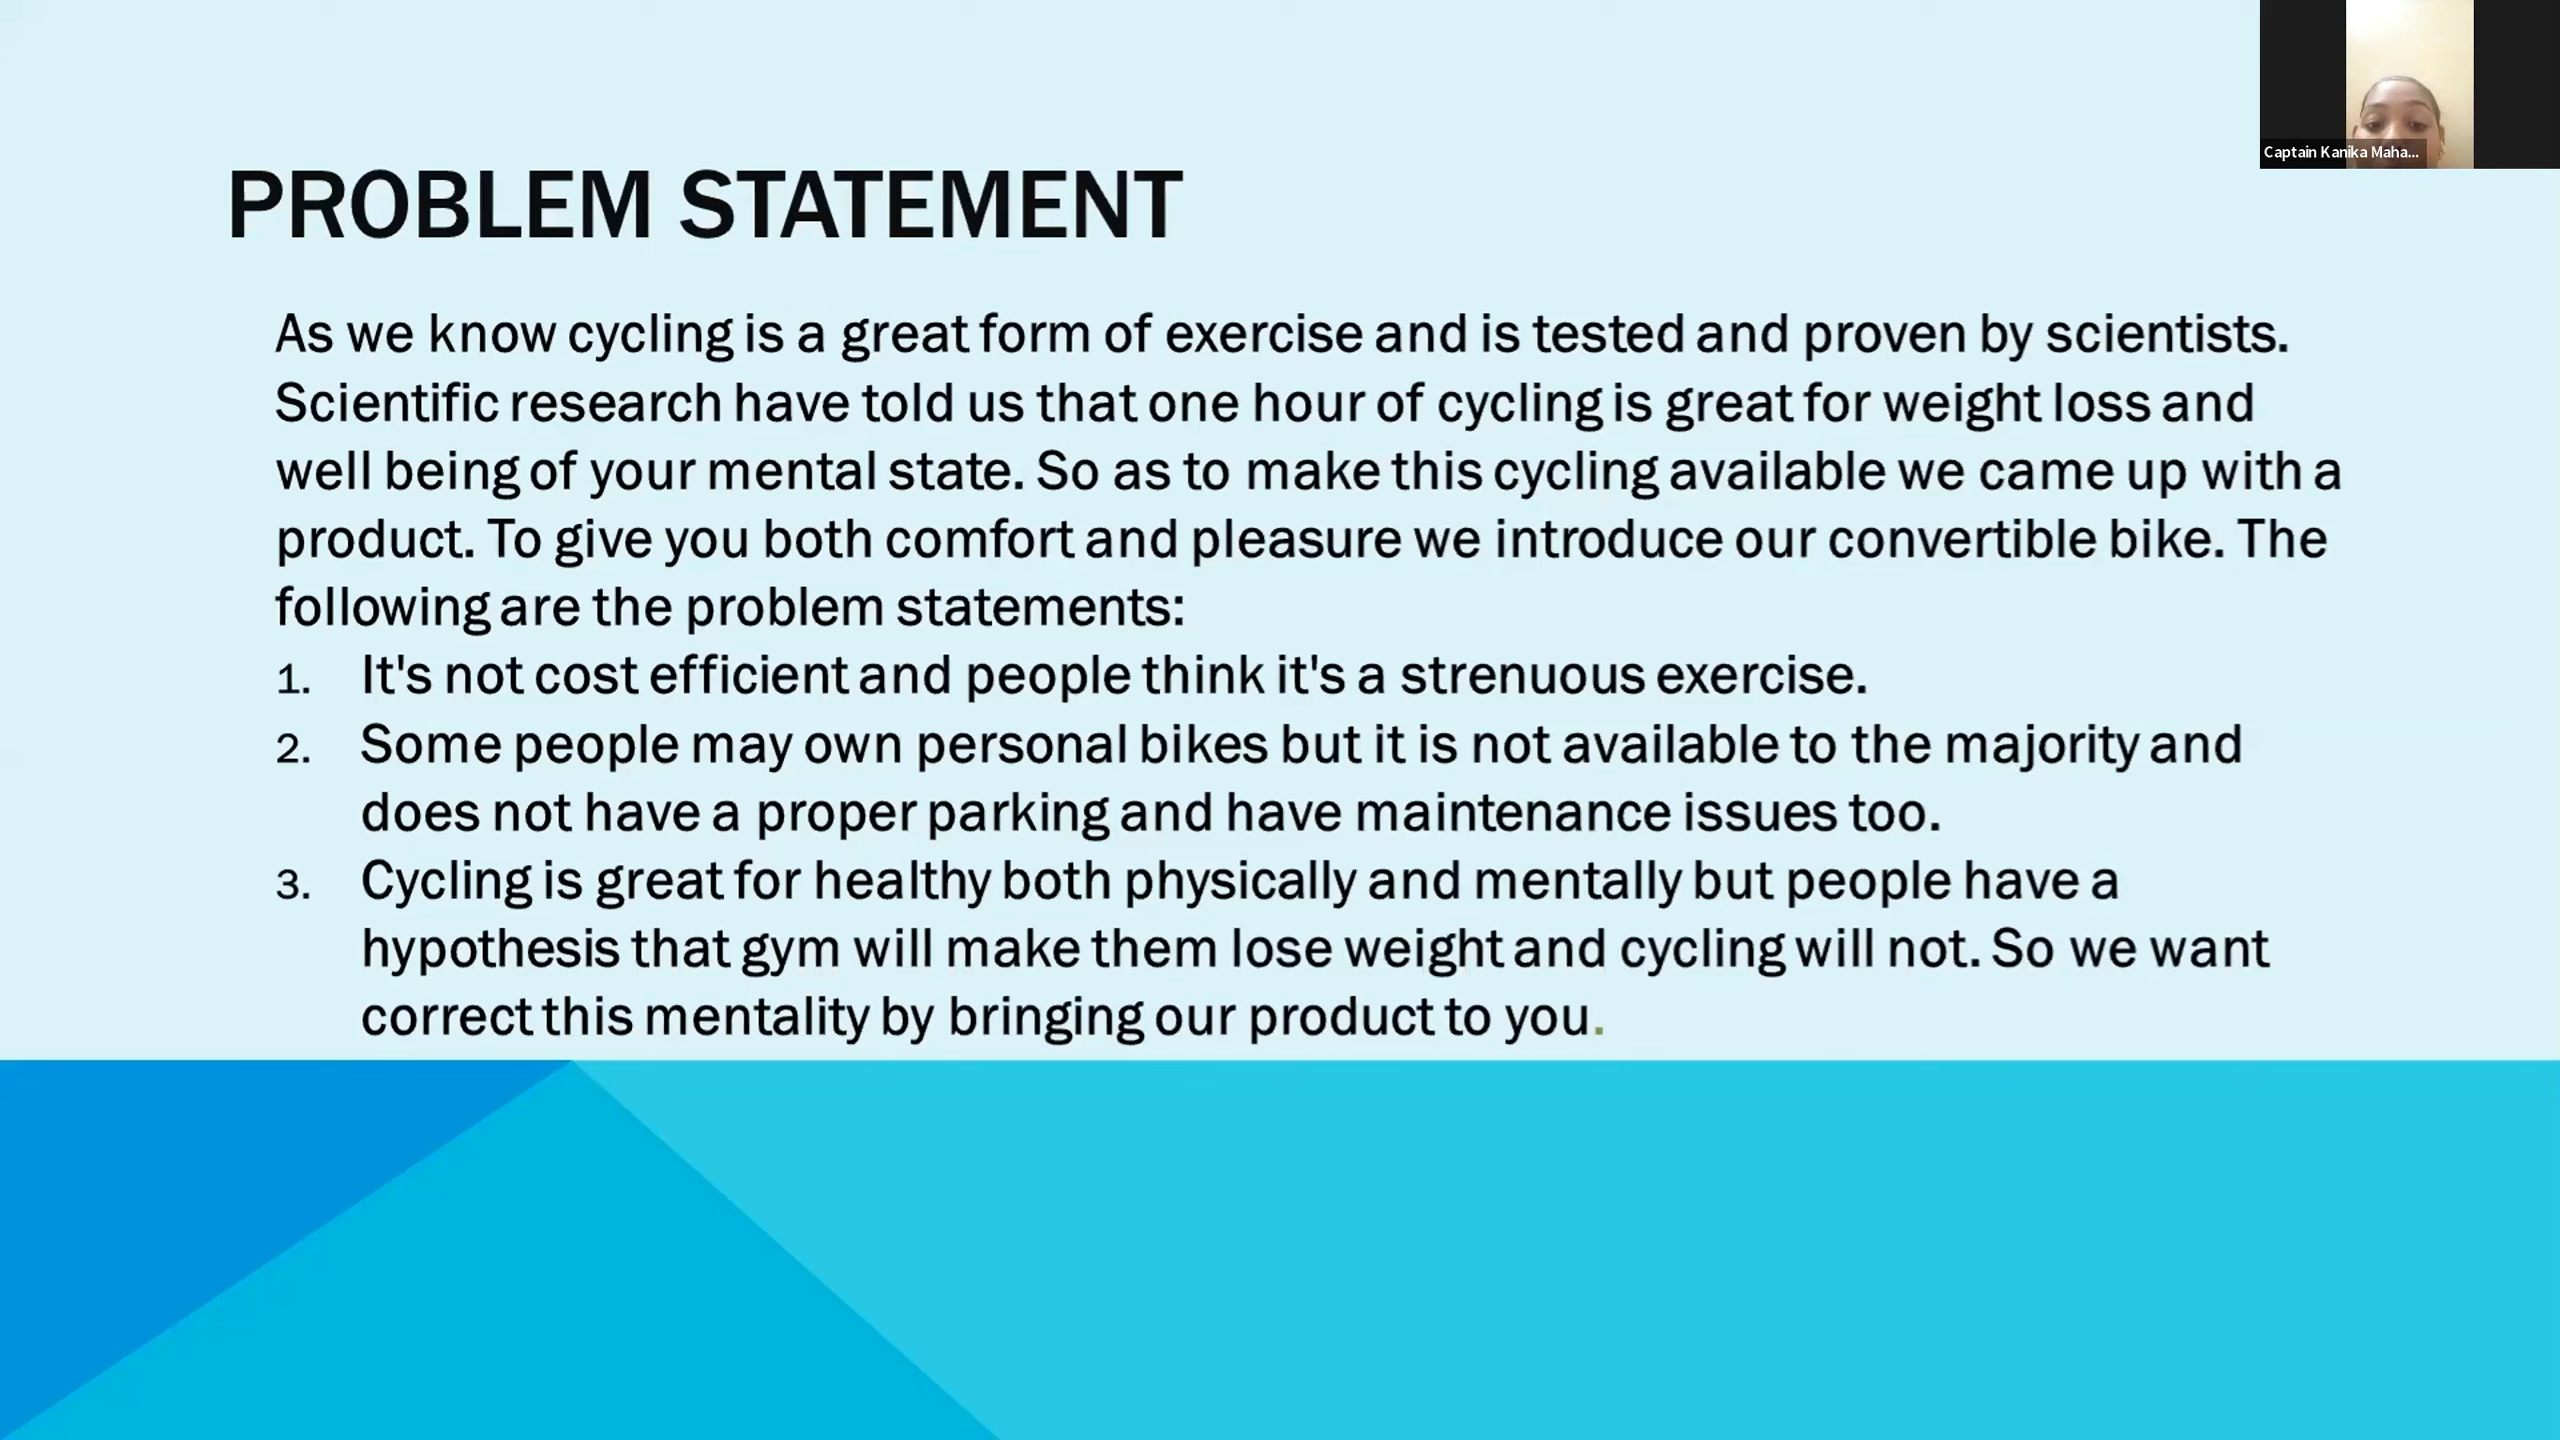 Captain Kanika Maha...
PROBLEM STATEMENT
As we know cycling is a great form of exercise and is tested and proven by scientists.
Scientific research have told us that one hour of cycling is great for weight loss and
well being of your mental state. So as to make this cycling available we came up with a
product. To give you both comfort and pleasure we introduce our convertible bike. The
following are the problem statements:
1. It's not cost efficient and people think it's a strenuous exercise.
2. Some people may own personal bikes but it is not available to the majority and
does not have a proper parking and have maintenance issues too.
3. Cycling is great for healthy both physically and mentally but people have a
hypothesis that gym will make them lose weight and cycling will not. So we want
correct this mentality by bringing our product to you.